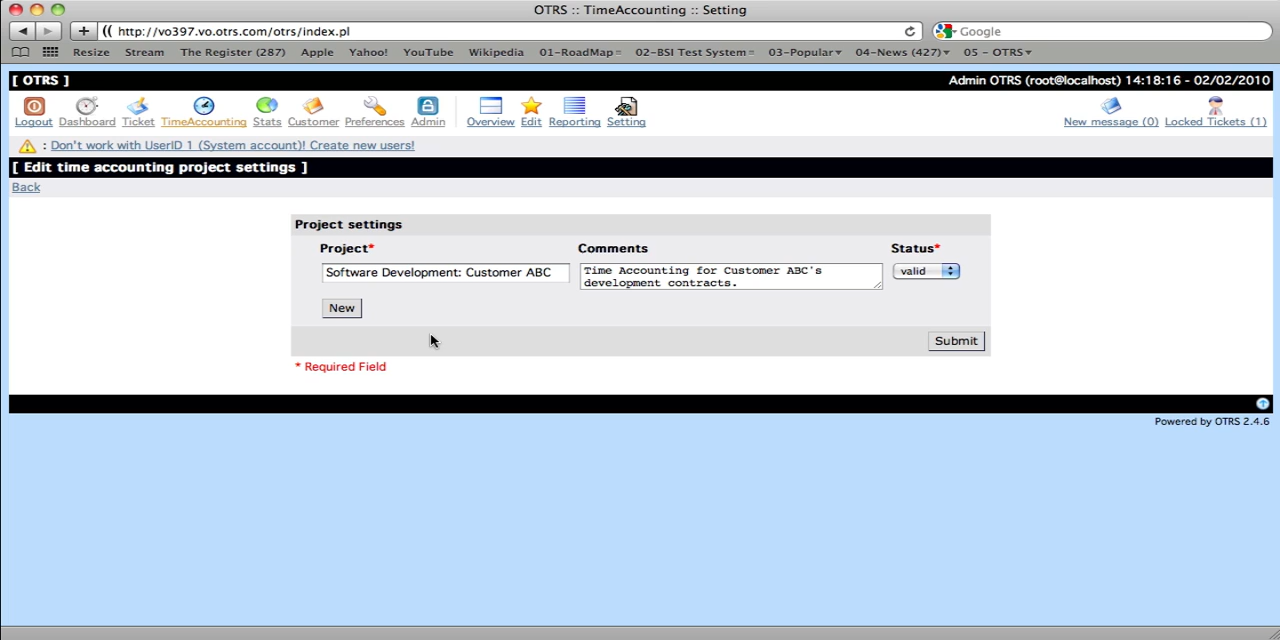 OTRS :: TimeAccounting :: Setting
http://vo397.vo.otrs.com/otrs/index.pl
Google
Resize Stream The Register (287) Apple Yahoo! YouTube Wikipedia 01-RoadMap 02-BSI Test System 03-Popular 04-News (427) 05 - OTRS
[ OTRS ] Admin OTRS (root@localhost) 14:18:16 - 02/02/2010
Logout Dashboard Ticket TimeAccounting Stats Customer Preferences Admin Overview Edit Reporting Setting New message (0) Locked Tickets (1)
: Don't work with UserID 1 (System account)! Create new users!
[ Edit time accounting project settings ]
Back
Project settings
Project* Comments Status*
Software Development: Customer ABC
Time Accounting for Customer ABC's
development contracts.
valid
New
Submit
* Required Field
Powered by OTRS 2.4.6